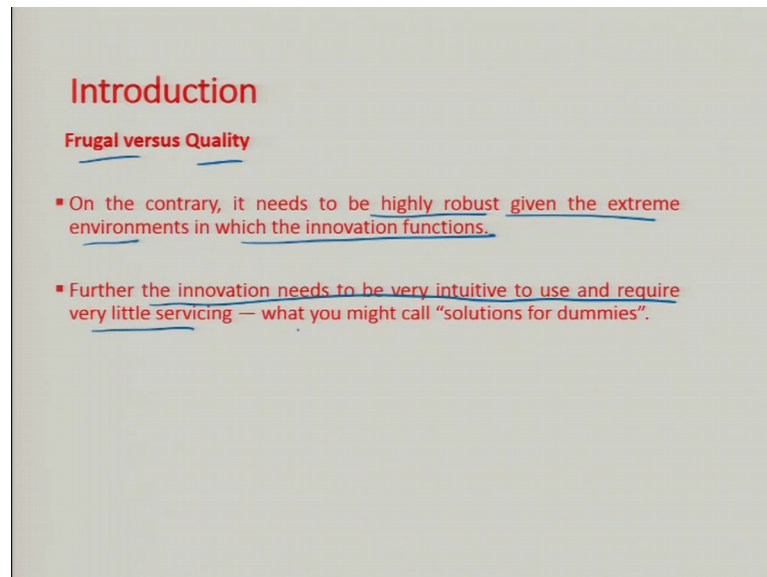 Introduction
Frugal versus Quality
▪ On the contrary, it needs to be highly robust given the extreme
environments in which the innovation functions.
▪ Further the innovation needs to be very intuitive to use and require
very little servicing — what you might call “solutions for dummies”.